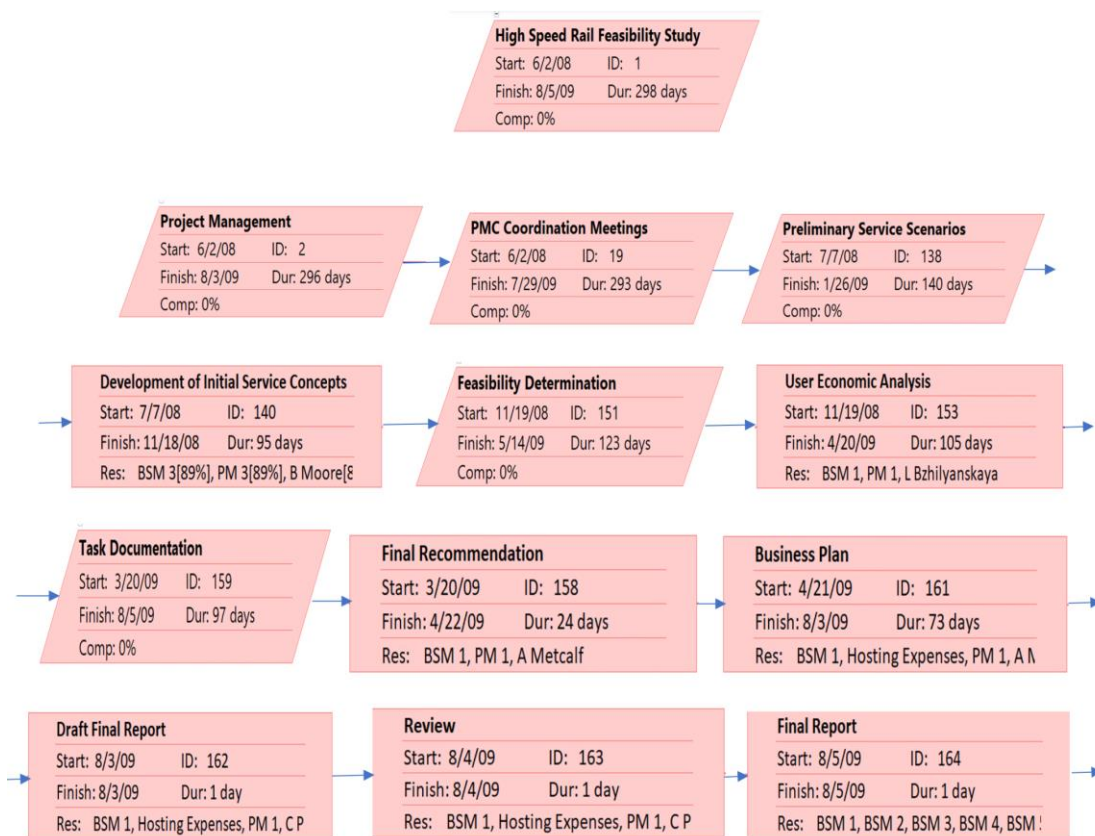 High Speed Rail Feasibility Study
Start: 6/2/08 ID: 1
Finish: 8/5/09 Dur: 298 days
Comp: 0%
Project Management
Start: 6/2/08 ID: 2
Finish: 8/3/09 Dur: 296 days
Comp: 0%
PMC Coordination Meetings
Start: 6/2/08 ID: 19
Finish: 7/29/09 Dur: 293 days
Comp: 0%
Preliminary Service Scenarios
Start: 7/7/08 ID: 138
Finish: 1/26/09 Dur: 140 days
Comp: 0%
Development of Initial Service Concepts
Start: 7/7/08 ID: 140
Finish: 11/18/08 Dur: 95 days
Res: BSM 3[89%], PM 3[89%], B Moore[8
Feasibility Determination
Start: 11/19/08 ID: 151
Finish: 5/14/09 Dur: 123 days
Comp: 0%
User Economic Analysis
Start: 11/19/08 ID: 153
Finish: 4/20/09 Dur: 105 days
Res: BSM 1, PM 1, L Bzhilyanskaya
Task Documentation
Start: 3/20/09 ID: 159
Finish: 8/5/09 Dur: 97 days
Comp: 0%
Final Recommendation
Start: 3/20/09 ID: 158
Finish: 4/22/09 Dur: 24 days
Res: BSM 1, PM 1, A Metcalf
Business Plan
Start: 4/21/09 ID: 161
Finish: 8/3/09 Dur: 73 days
Res: BSM 1, Hosting Expenses, PM 1, A
Draft Final Report
Start: 8/3/09 ID: 162
Finish: 8/3/09 Dur: 1 day
Res: BSM 1, Hosting Expenses, PM 1, C P
Review
Start: 8/4/09 ID: 163
Finish: 8/4/09 Dur: 1 day
Res: BSM 1, Hosting Expenses, PM 1, C P
Final Report
Start: 8/5/09 ID: 164
Finish: 8/5/09 Dur: 1 day
Res: BSM 1, BSM 2, BSM 3, BSM 4, BSM